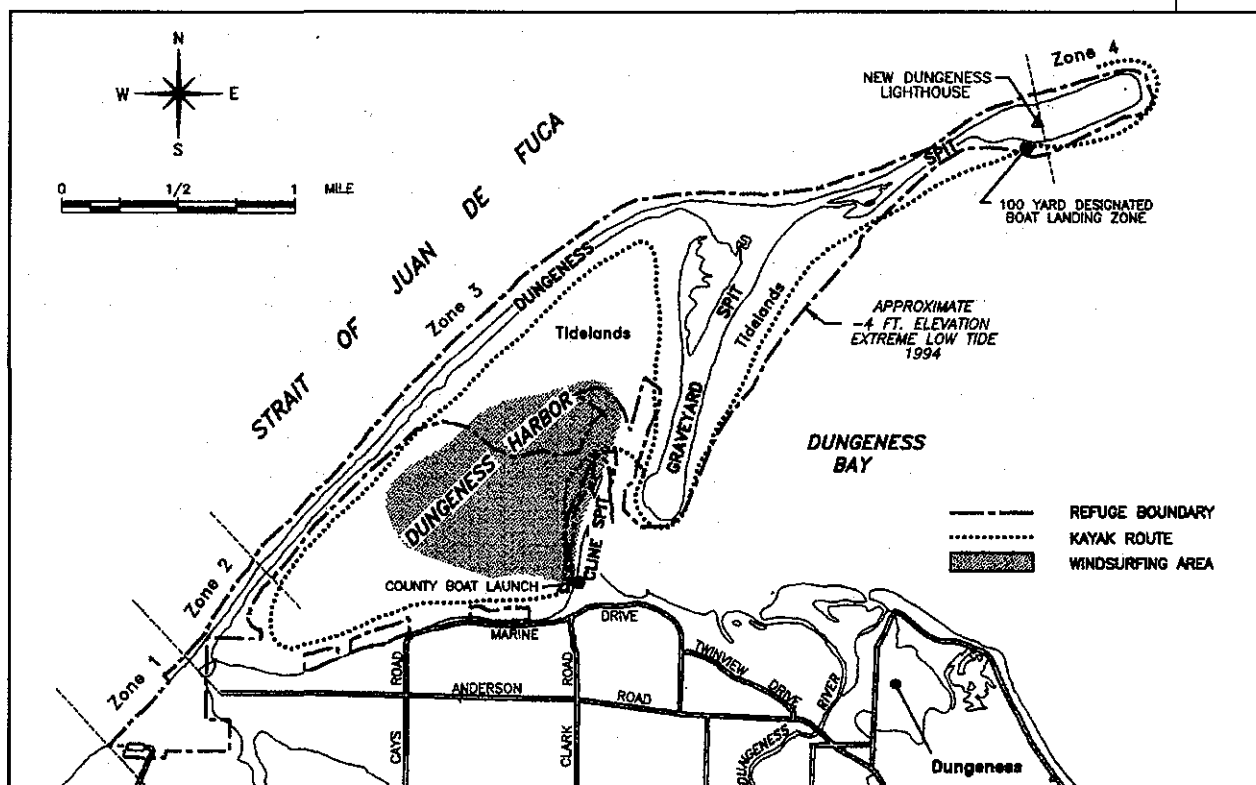 N
W
E
S
0
1/2
1
MILE
STRAIT OF JUAN DE FUCA
Zone 4
NEW DUNGENESS
LIGHTHOUSE
SPIT
100 YARD DESIGNATED
BOAT LANDING ZONE
DUNGENESS
Zone 3
Tidelands
SPIT
Tidelands
GRAVEYARD
APPROXIMATE
-4 FT. ELEVATION
EXTREME LOW TIDE
1994
DUNGENESS HARBOR
DUNGENESS
BAY
CLINE SPIT
REFUGE BOUNDARY
KAYAK ROUTE
WINDSURFING AREA
COUNTY BOAT LAUNCH
Zone 2
Zone 1
MARINE
DRIVE
TWINVIEW
DRIVE
ROAD
ROAD
ANDERSON
ROAD
CAYS
CLARK
DUNGENESS
RIVER
Dungeness